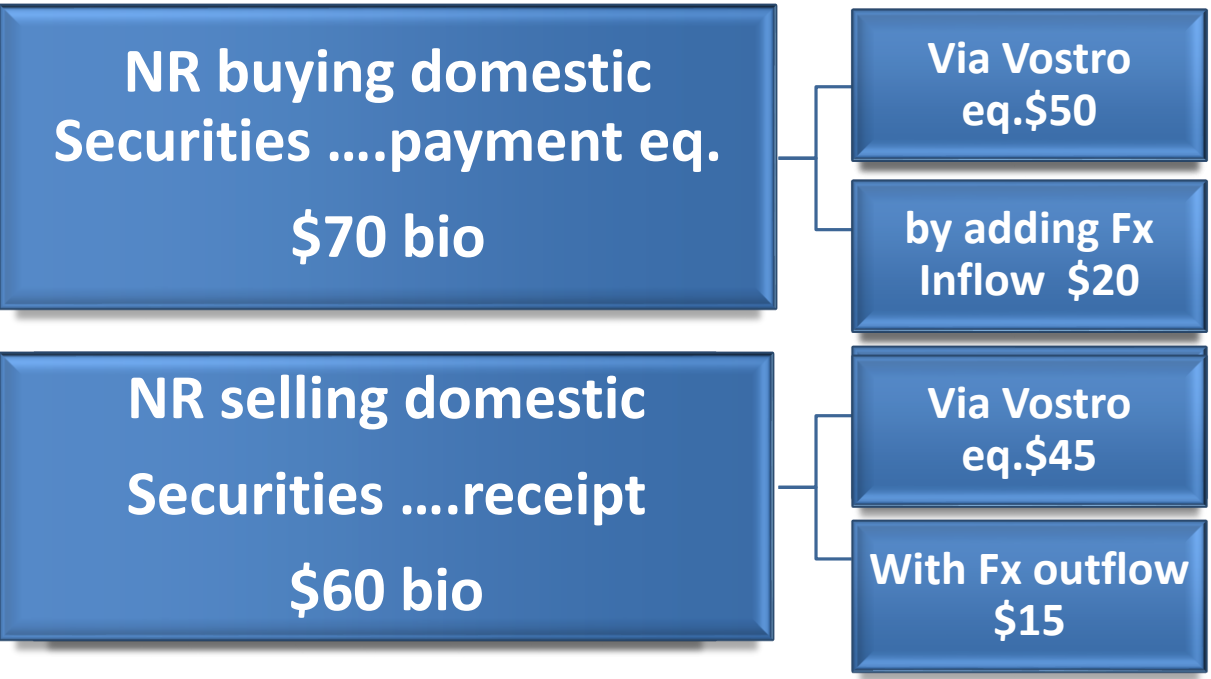 NR buying domestic
Securities ....payment eq.
$70 bio
Via Vostro
eq.$50
by adding Fx
Inflow $20
NR selling domestic
Securities ....receipt
$60 bio
Via Vostro
eq.$45
With Fx outflow
$15